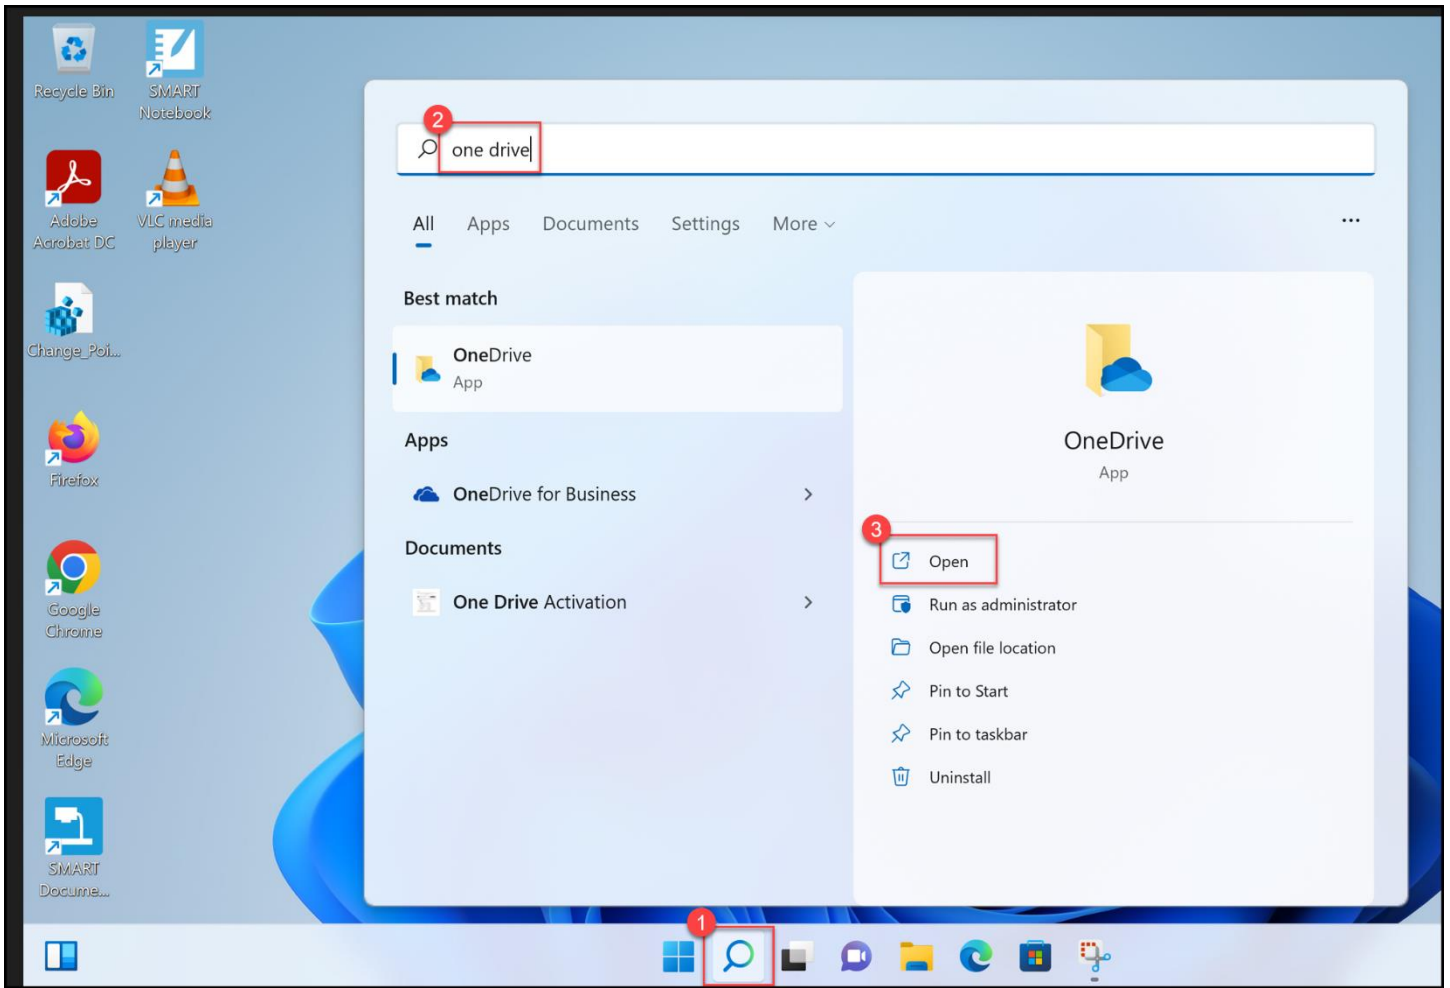 Recycle Bin
SMART
Notebook
Adobe
Acrobat DC
VLC media
player
Change_Poi...
Firefox
Google
Chrome
Microsoft
Edge
SMART
Docume...
2
one drive
All Apps Documents Settings More
Best match
OneDrive
App
Apps
OneDrive for Business
Documents
One Drive Activation
OneDrive
App
3
Open
Run as administrator
Open file location
Pin to Start
Pin to taskbar
Uninstall
1